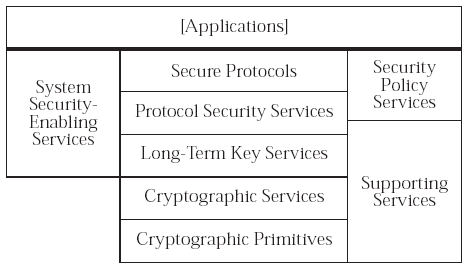 [Applications]
System
Security-
Enabling
Services
Secure Protocols
Protocol Security Services
Long-Term Key Services
Cryptographic Services
Cryptographic Primitives
Security
Policy
Services
Supporting
Services